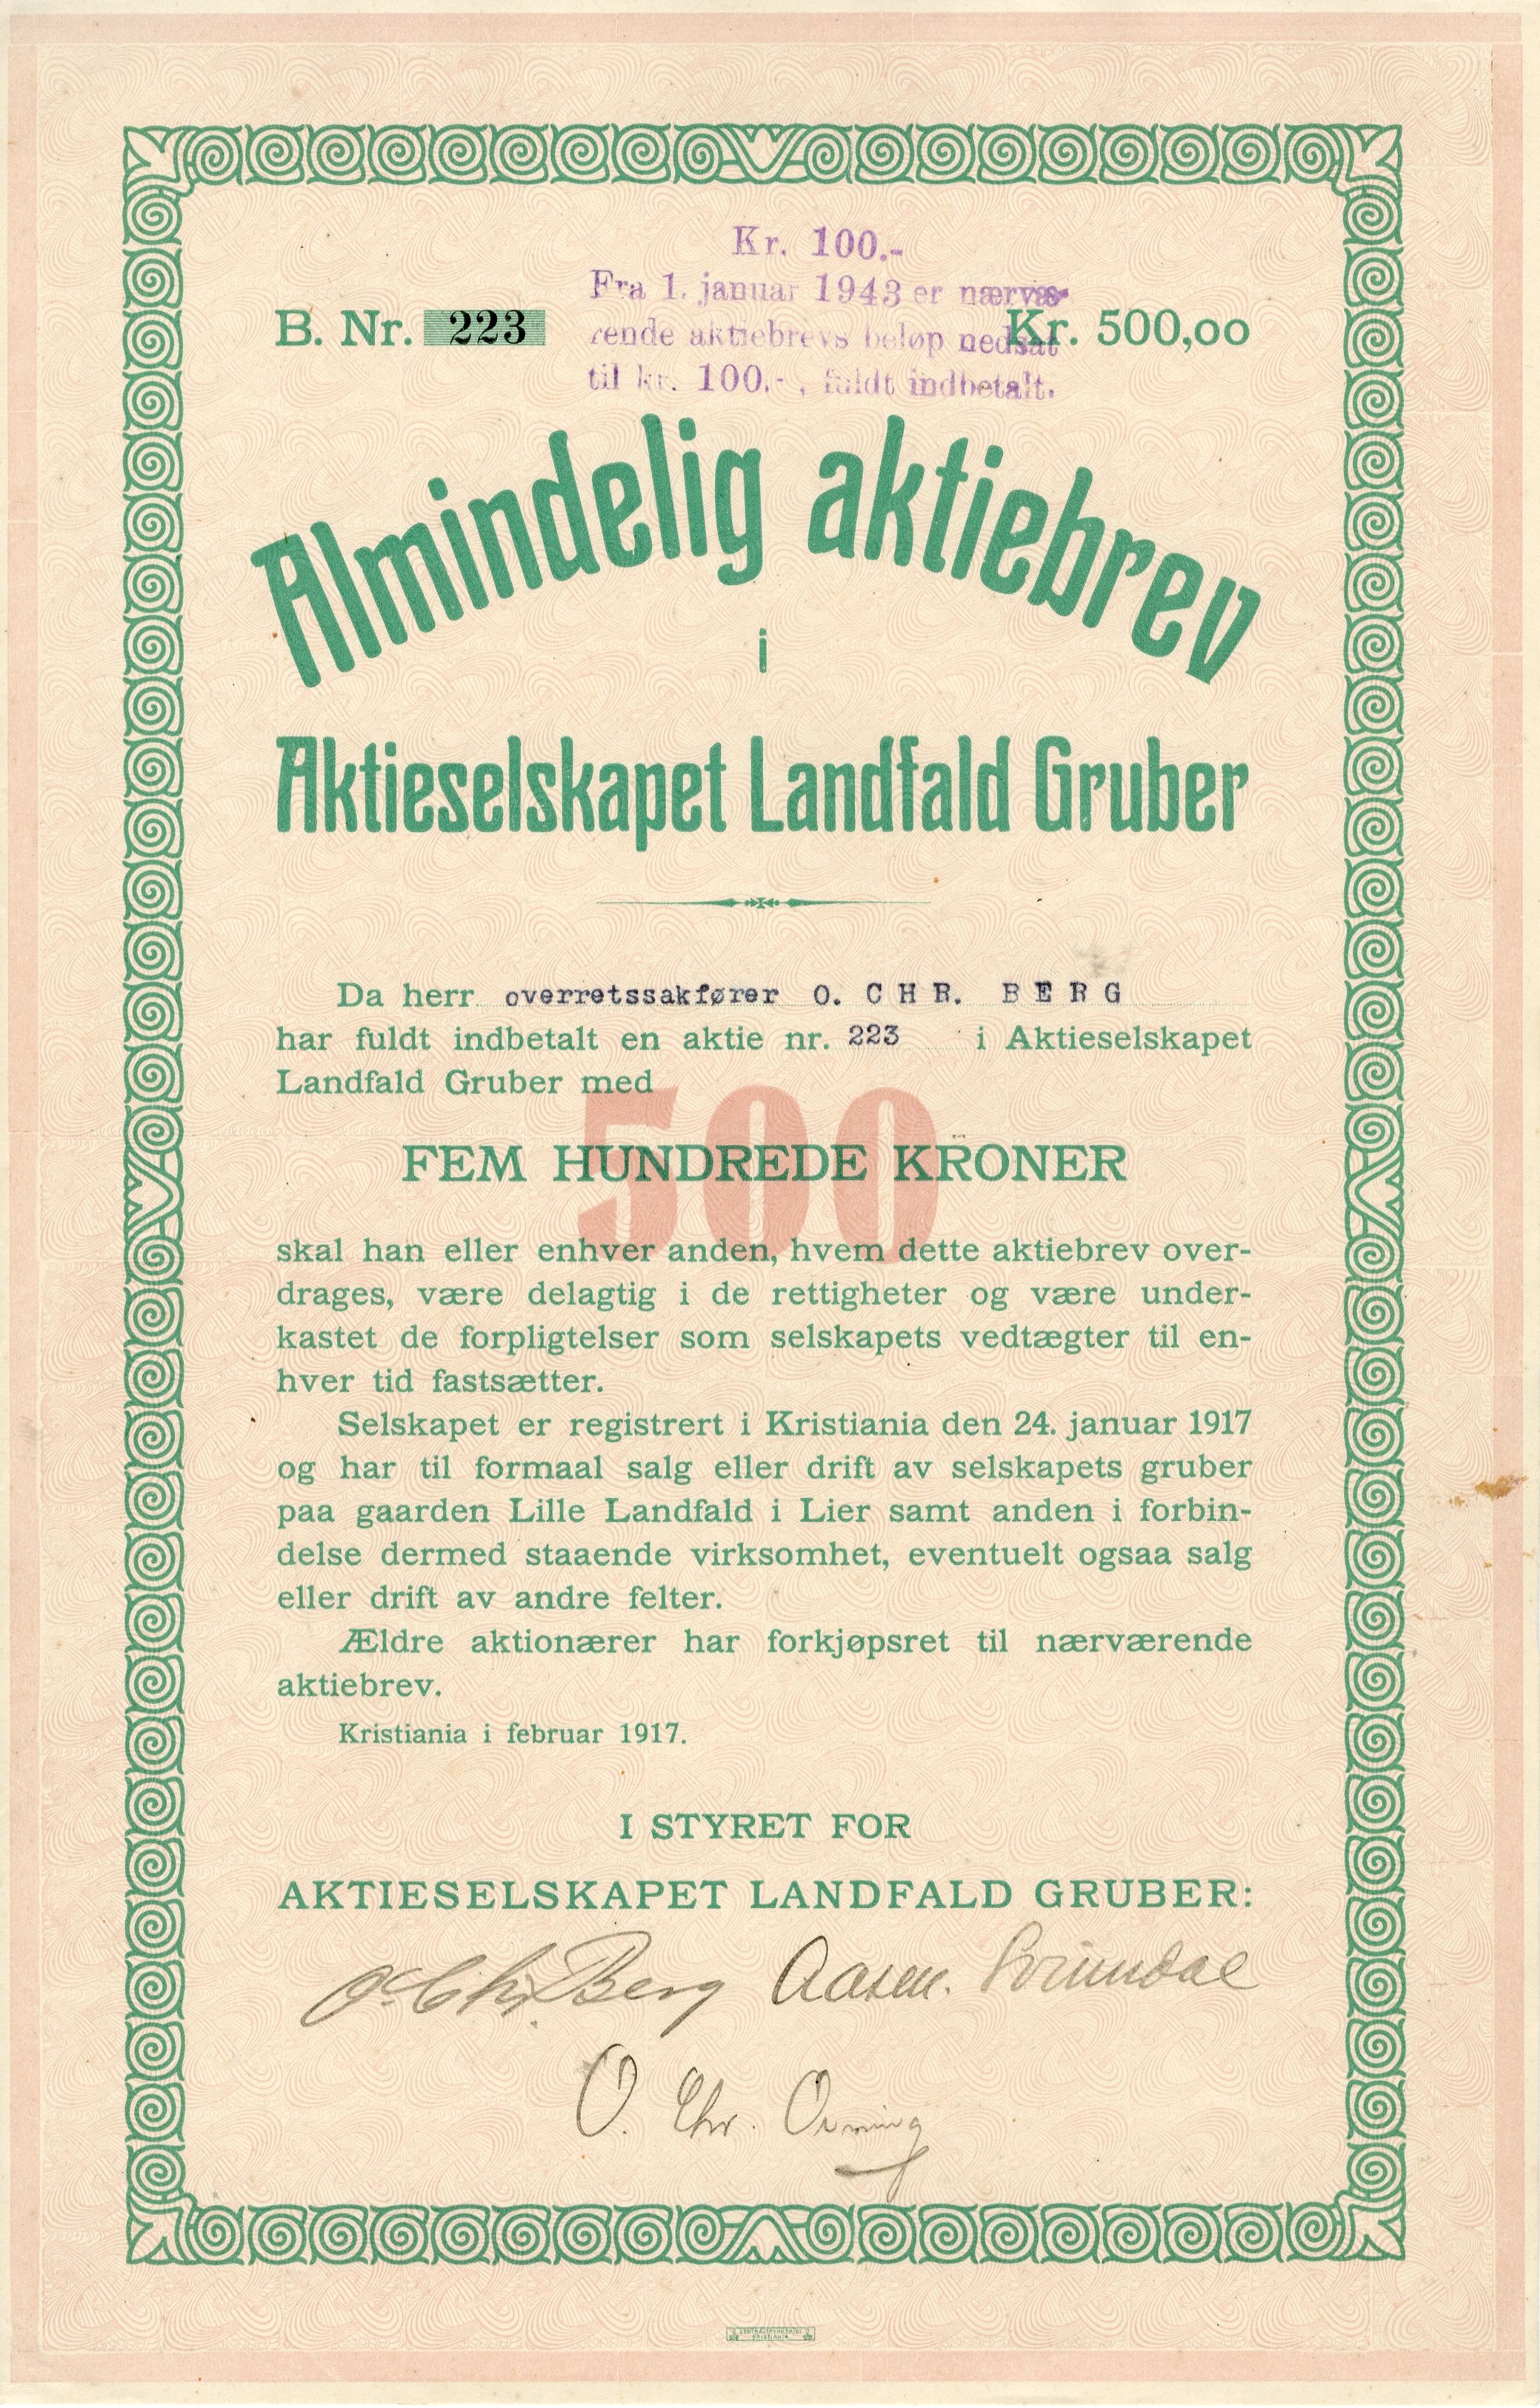 Kr. 100.-
Fra 1. januar 1943 er nærvæ-
rende aktiebrevs beløp nedsat
til kr. 100.-, fuldt indbetalt.
B. Nr. 223 Kr. 500,00
Almindelig aktiebrev
i
Aktieselskapet Landfald Gruber
Da herr overretssakfører O. CHR. BERG
har fuldt indbetalt en aktie nr. 223 i Aktieselskapet
Landfald Gruber med
500
FEM HUNDREDE KRONER
skal han eller enhver anden, hvem dette aktiebrev over-
drages, være delagtig i de rettigheter og være under-
kastet de forpligtelser som selskapets vedtægter til en-
hver tid fastsætter.
Selskapet er registrert i Kristiania den 24. januar 1917
og har til formaal salg eller drift av selskapets gruber
paa gaarden Lille Landfald i Lier samt anden i forbin-
delse dermed staaende virksomhet, eventuelt ogsaa salg
eller drift av andre felter.
Ældre aktionærer har forkjøpsret til nærværende
aktiebrev.
Kristiania i februar 1917.
I STYRET FOR
AKTIESELSKAPET LANDFALD GRUBER:
O. Chr. Berg Aasen. Svinndal
O. Chr. Orning
CENTRALTRYKKERIET
KRISTIANIA